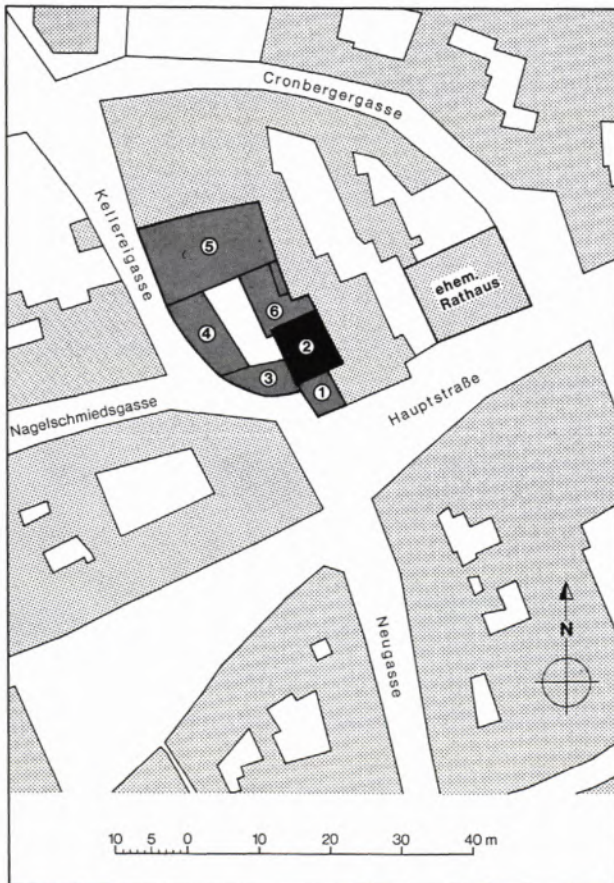 Cronbergergasse
Kellereigasse
⑤
ehem.
Rathaus
⑥
④
②
③
①
Hauptstraße
Nagelschmiedsgasse
Neugasse
N
10 5 0 10 20 30 40 m